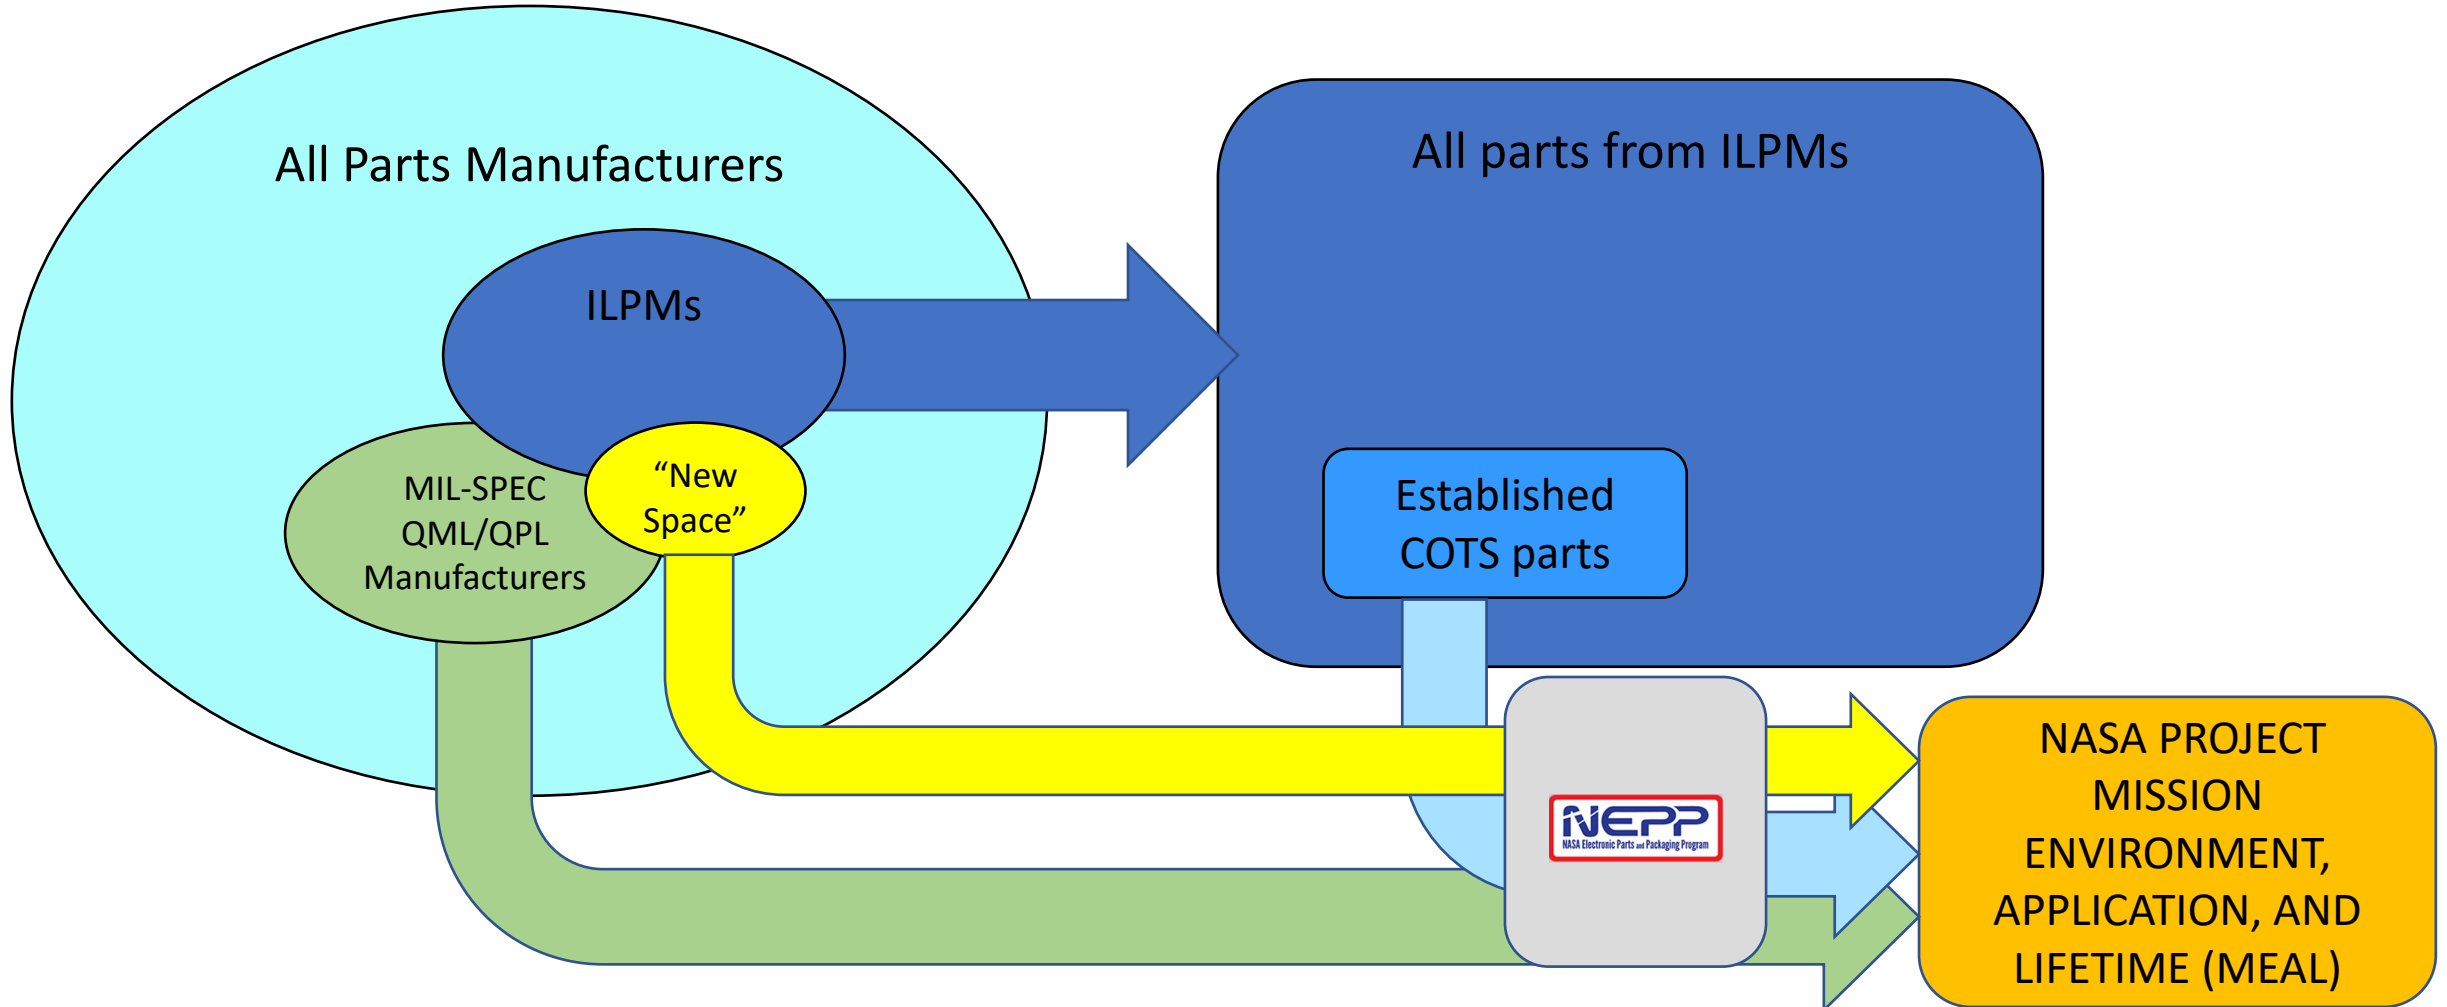 All Parts Manufacturers
All parts from ILPMs
ILPMs
“New
Space”
MIL-SPEC
QML/QPL
Manufacturers
Established
COTS parts
NEPP
NASA Electronic Parts and Packaging Program
NASA PROJECT
MISSION
ENVIRONMENT,
APPLICATION, AND
LIFETIME (MEAL)